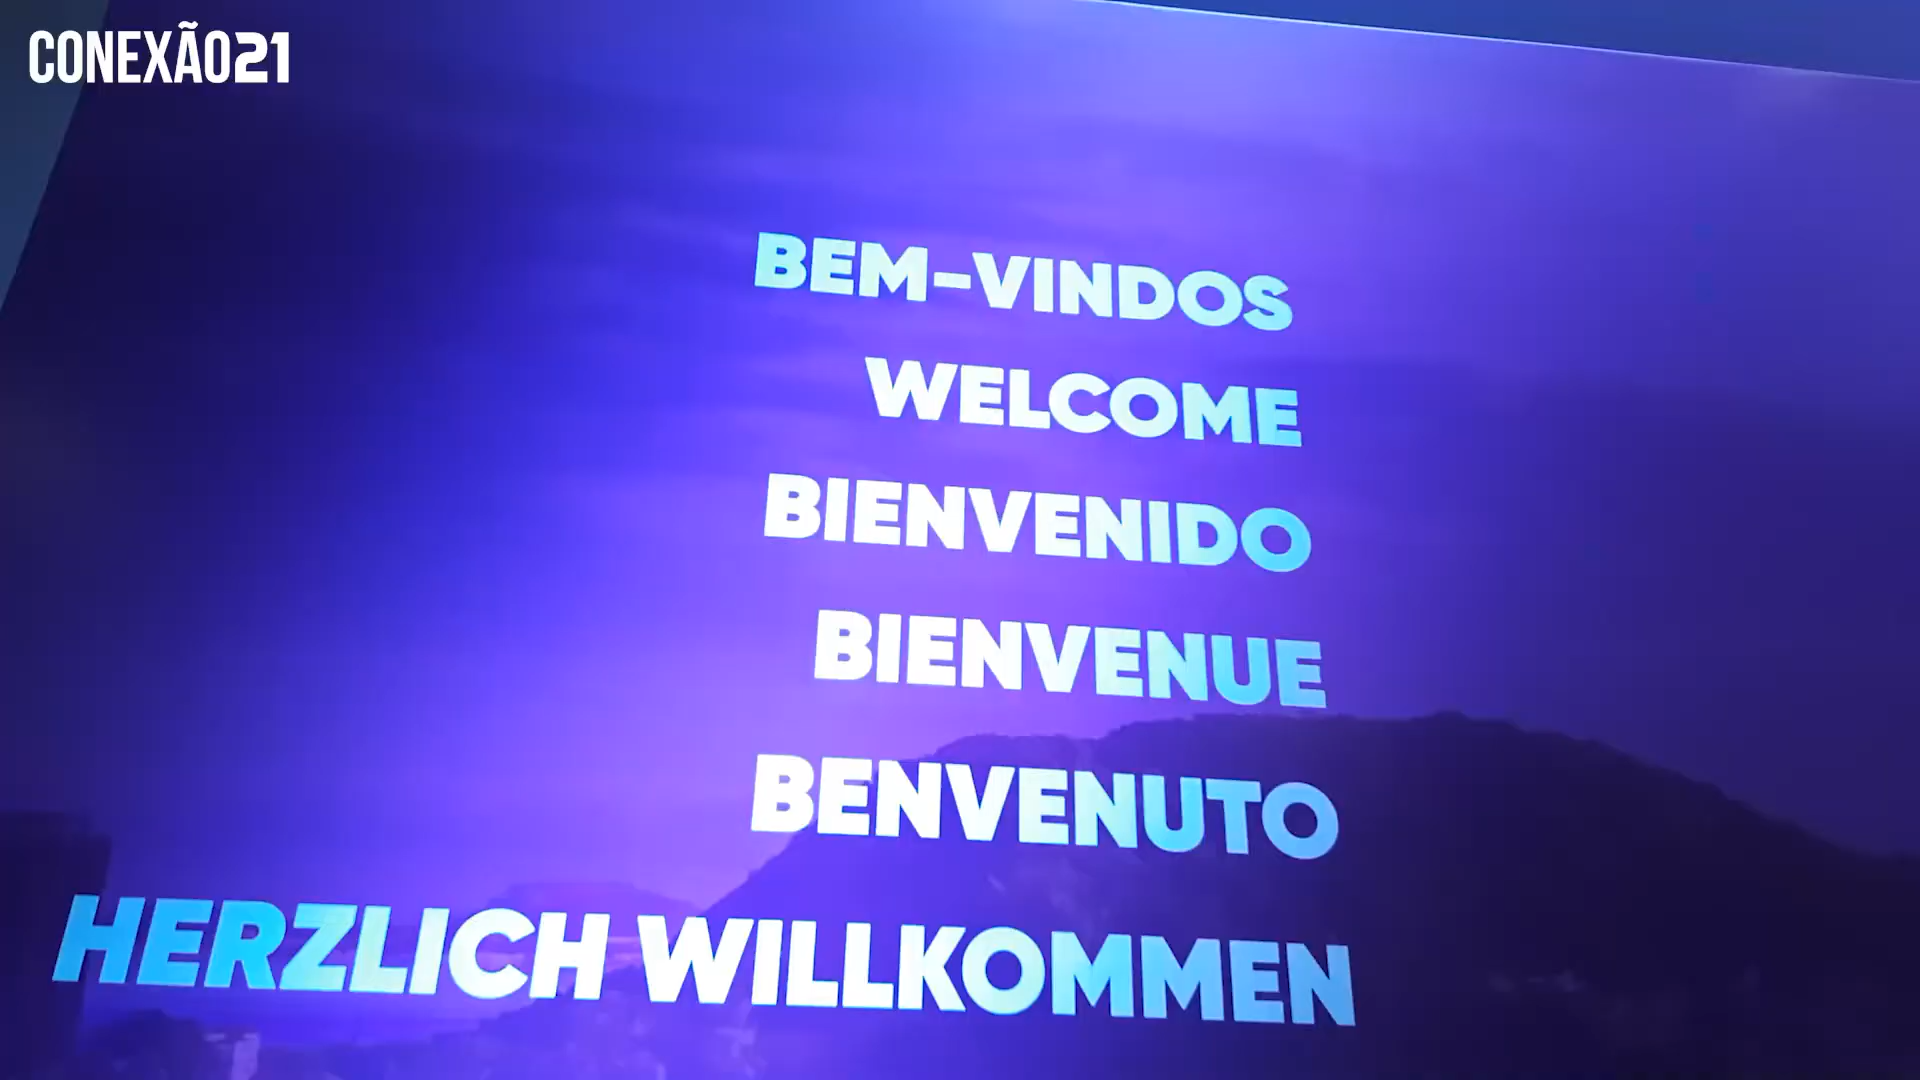 CONEXÃO21
BEM-VINDOS
WELCOME
BIENVENIDO
BIENVENUE
BENVENUTO
HERZLICH WILLKOMMEN